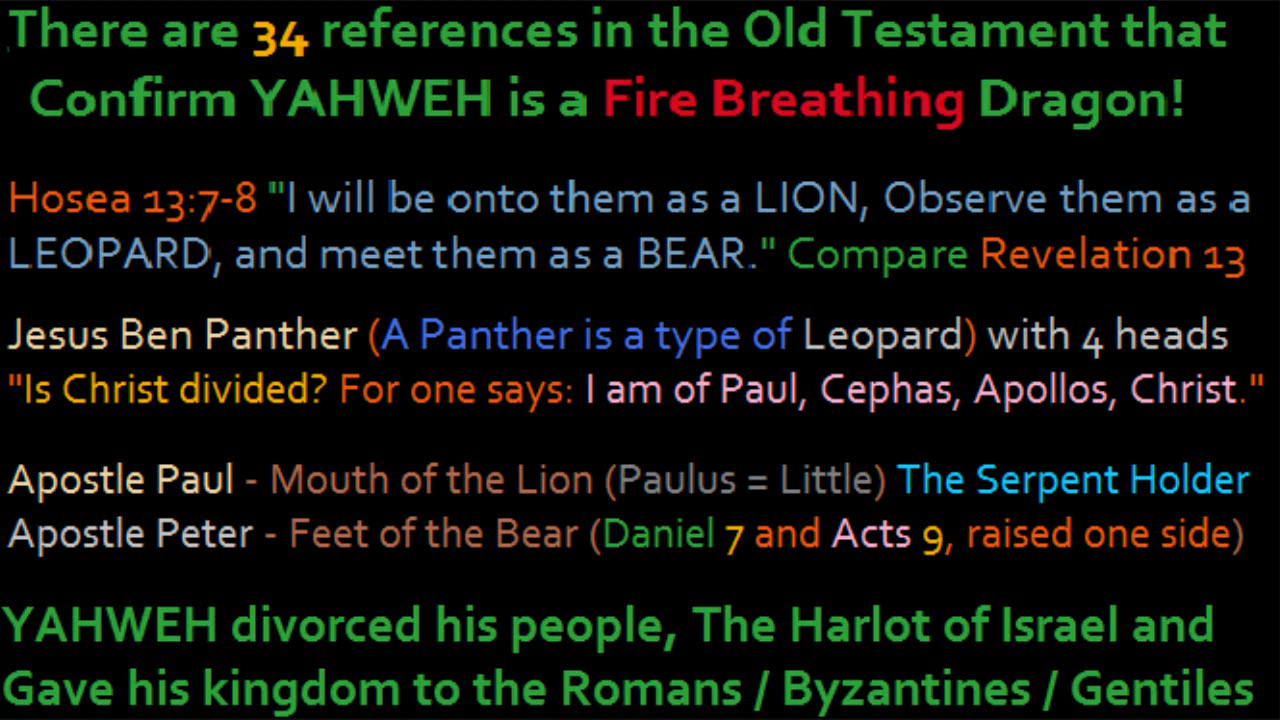 There are 34 references in the Old Testament that
Confirm YAHWEH is a Fire Breathing Dragon!
Hosea 13:7-8 "I will be onto them as a LION, Observe them as a
LEOPARD, and meet them as a BEAR." Compare Revelation 13
Jesus Ben Panther (A Panther is a type of Leopard) with 4 heads
"Is Christ divided? For one says: I am of Paul, Cephas, Apollos, Christ."
Apostle Paul - Mouth of the Lion (Paulus = Little) The Serpent Holder
Apostle Peter - Feet of the Bear (Daniel 7 and Acts 9, raised one side)
YAHWEH divorced his people, The Harlot of Israel and
Gave his kingdom to the Romans / Byzantines / Gentiles